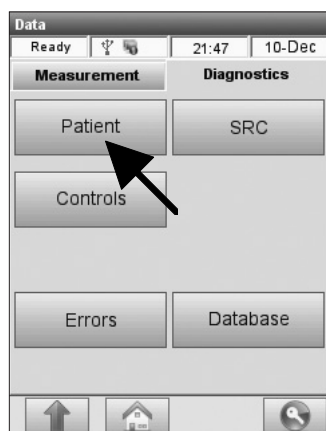 Data
Ready 21:47 10-Dec
Measurement Diagnostics
Patient SRC
Controls
Errors Database